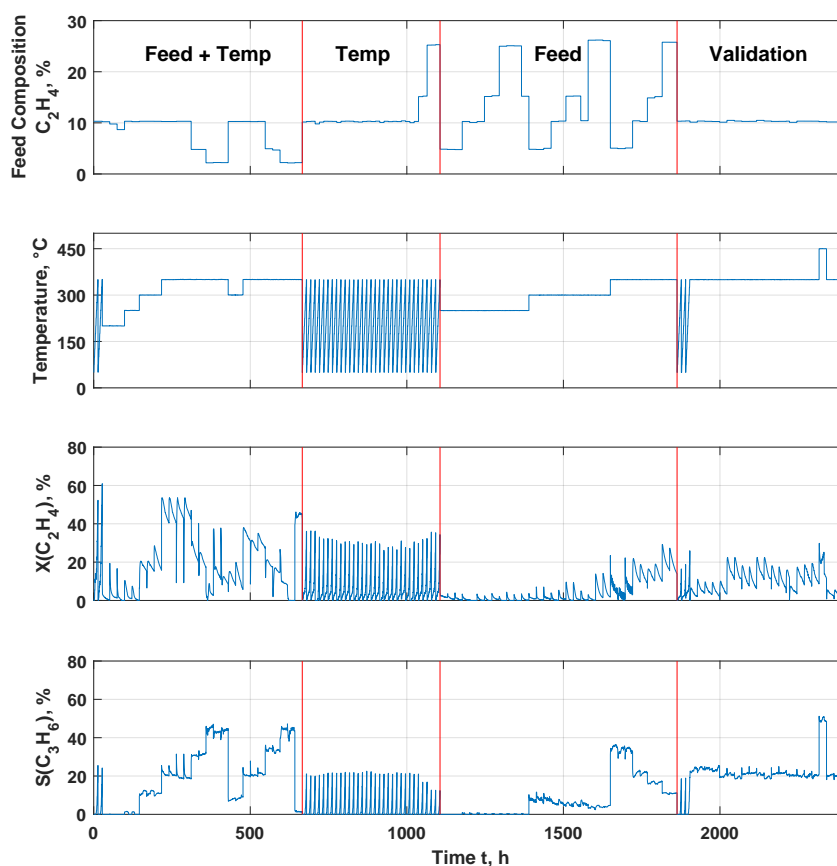 Feed Composition
C2H4, %
30
20
10
0
Feed + Temp
Temp
Feed
Validation
Temperature, °C
450
300
150
0
X(C2H4), %
80
60
40
20
0
S(C3H6), %
80
60
40
20
0
0
500
1000
1500
2000
Time t, h